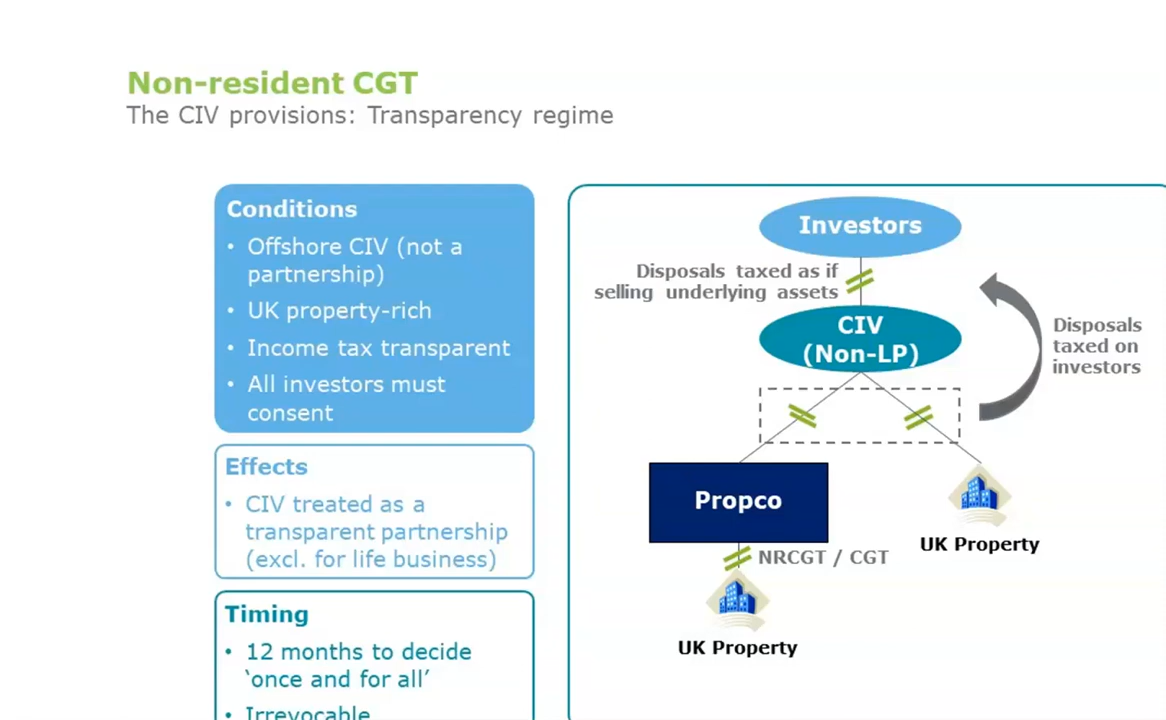 Non-resident CGT
The CIV provisions: Transparency regime
Conditions
• Offshore CIV (not a
partnership)
• UK property-rich
• Income tax transparent
• All investors must
consent
Effects
• CIV treated as a
transparent partnership
(excl. for life business)
Timing
• 12 months to decide
‘once and for all’
• Irrevocable
Investors
Disposals taxed as if
selling underlying assets
CIV
(Non-LP)
Disposals
taxed on
investors
Propco
UK Property
NRCGT / CGT
UK Property